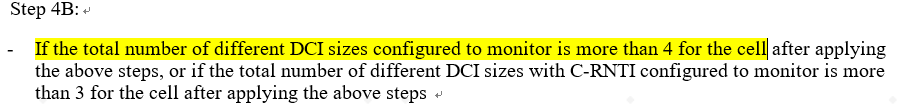 Step 4B:
- If the total number of different DCI sizes configured to monitor is more than 4 for the cell after applying
the above steps, or if the total number of different DCI sizes with C-RNTI configured to monitor is more
than 3 for the cell after applying the above steps